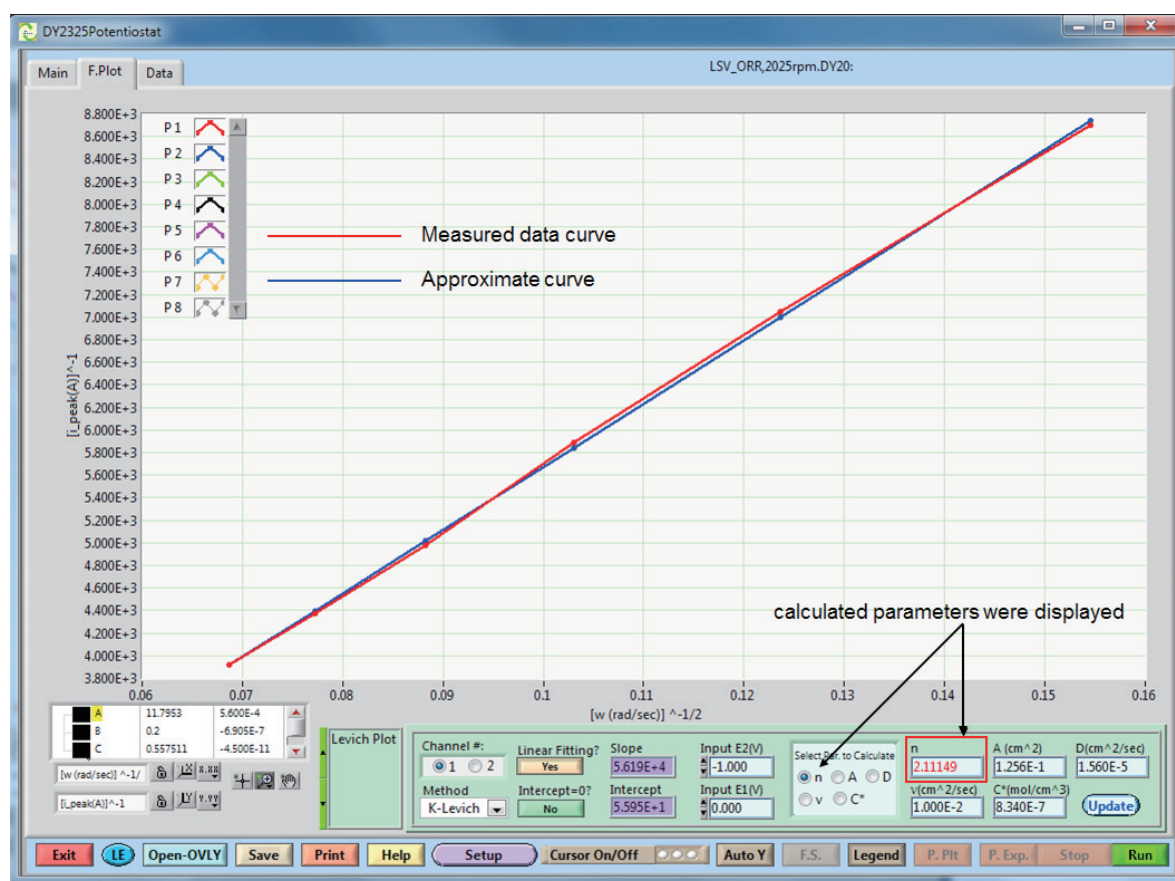 DY2325Potentiostat
Main F.Plot Data LSV_ORR,2025rpm.DY20:
8.800E+3
8.600E+3
8.400E+3
8.200E+3
8.000E+3
7.800E+3
7.600E+3
7.400E+3
7.200E+3
7.000E+3
6.800E+3
6.600E+3
6.400E+3
6.200E+3
6.000E+3
5.800E+3
5.600E+3
5.400E+3
5.200E+3
5.000E+3
4.800E+3
4.600E+3
4.400E+3
4.200E+3
4.000E+3
3.800E+3
[i_peak(A)]^-1
P 1
P 2
P 3
P 4
P 5
P 6
P 7
P 8
Measured data curve
Approximate curve
calculated parameters were displayed
0.06 0.07 0.08 0.09 0.1 0.11 0.12 0.13 0.14 0.15 0.16
[w (rad/sec)] ^-1/2
A 11.7953 5.600E-4
B 0.2 -6.905E-7
C 0.557511 -4.500E-11
[w (rad/sec)] ^-1/
[i_peak(A)]^-1
Levich Plot
Channel #:
1 2
Method
K-Levich
Linear Fitting?
Yes
Intercept=0?
No
Slope
5.619E+4
Intercept
5.595E+1
Input E2(V)
-1.000
Input E1(V)
0.000
Select Par. to Calculate
n A D
v C*
n
2.11149
A (cm^2)
1.256E-1
D(cm^2/sec)
1.560E-5
v(cm^2/sec)
1.000E-2
C*(mol/cm^3)
8.340E-7
Update
Exit LE Open-OVLY Save Print Help Setup Cursor On/Off Auto Y F.S. Legend P. Plt P. Exp. Stop Run